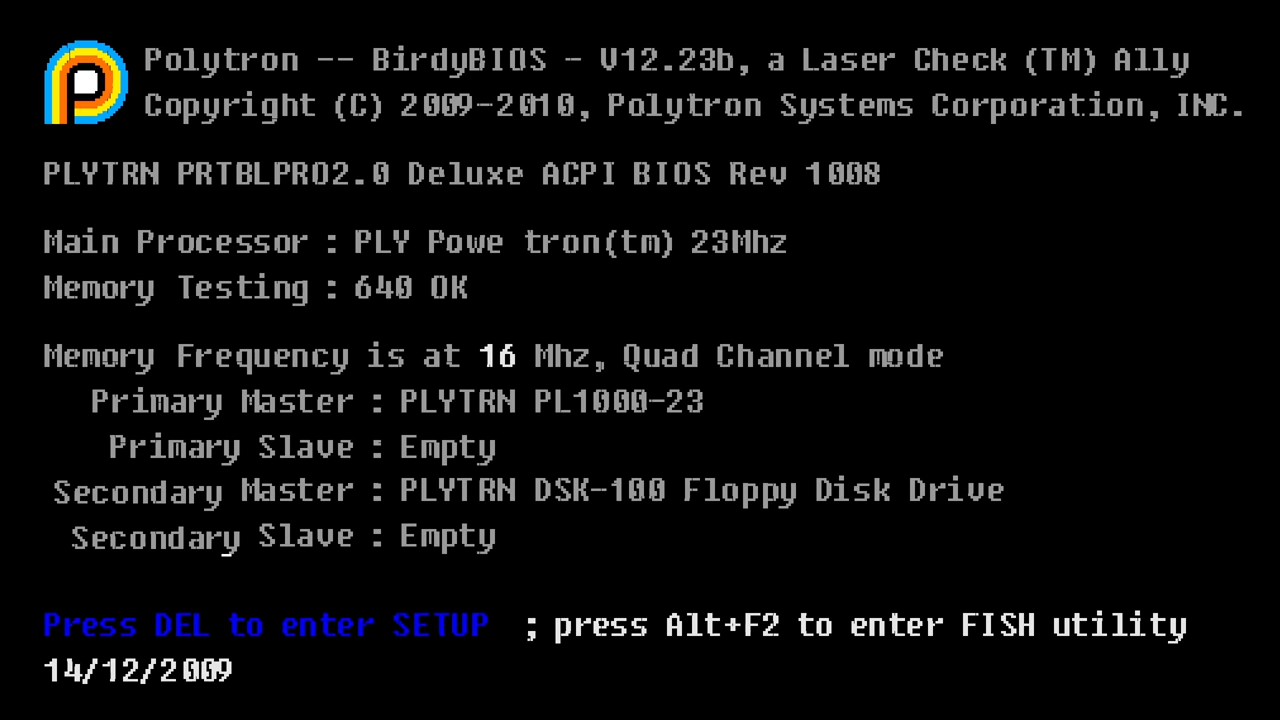 Polytron -- BirdyBIOS - V12.23b, a Laser Check (TM) Ally
Copyright (C) 2009-2010, Polytron Systems Corporation, INC.
PLYTRN PRTBLPRO2.0 Deluxe ACPI BIOS Rev 1008
Main Processor : PLY Powe tron(tm) 23Mhz
Memory Testing : 640 OK
Memory Frequency is at 16 Mhz, Quad Channel mode
Primary Master : PLYTRN PL1000-23
Primary Slave : Empty
Secondary Master : PLYTRN DSK-100 Floppy Disk Drive
Secondary Slave : Empty
Press DEL to enter SETUP ; press Alt+F2 to enter FISH utility
14/12/2009